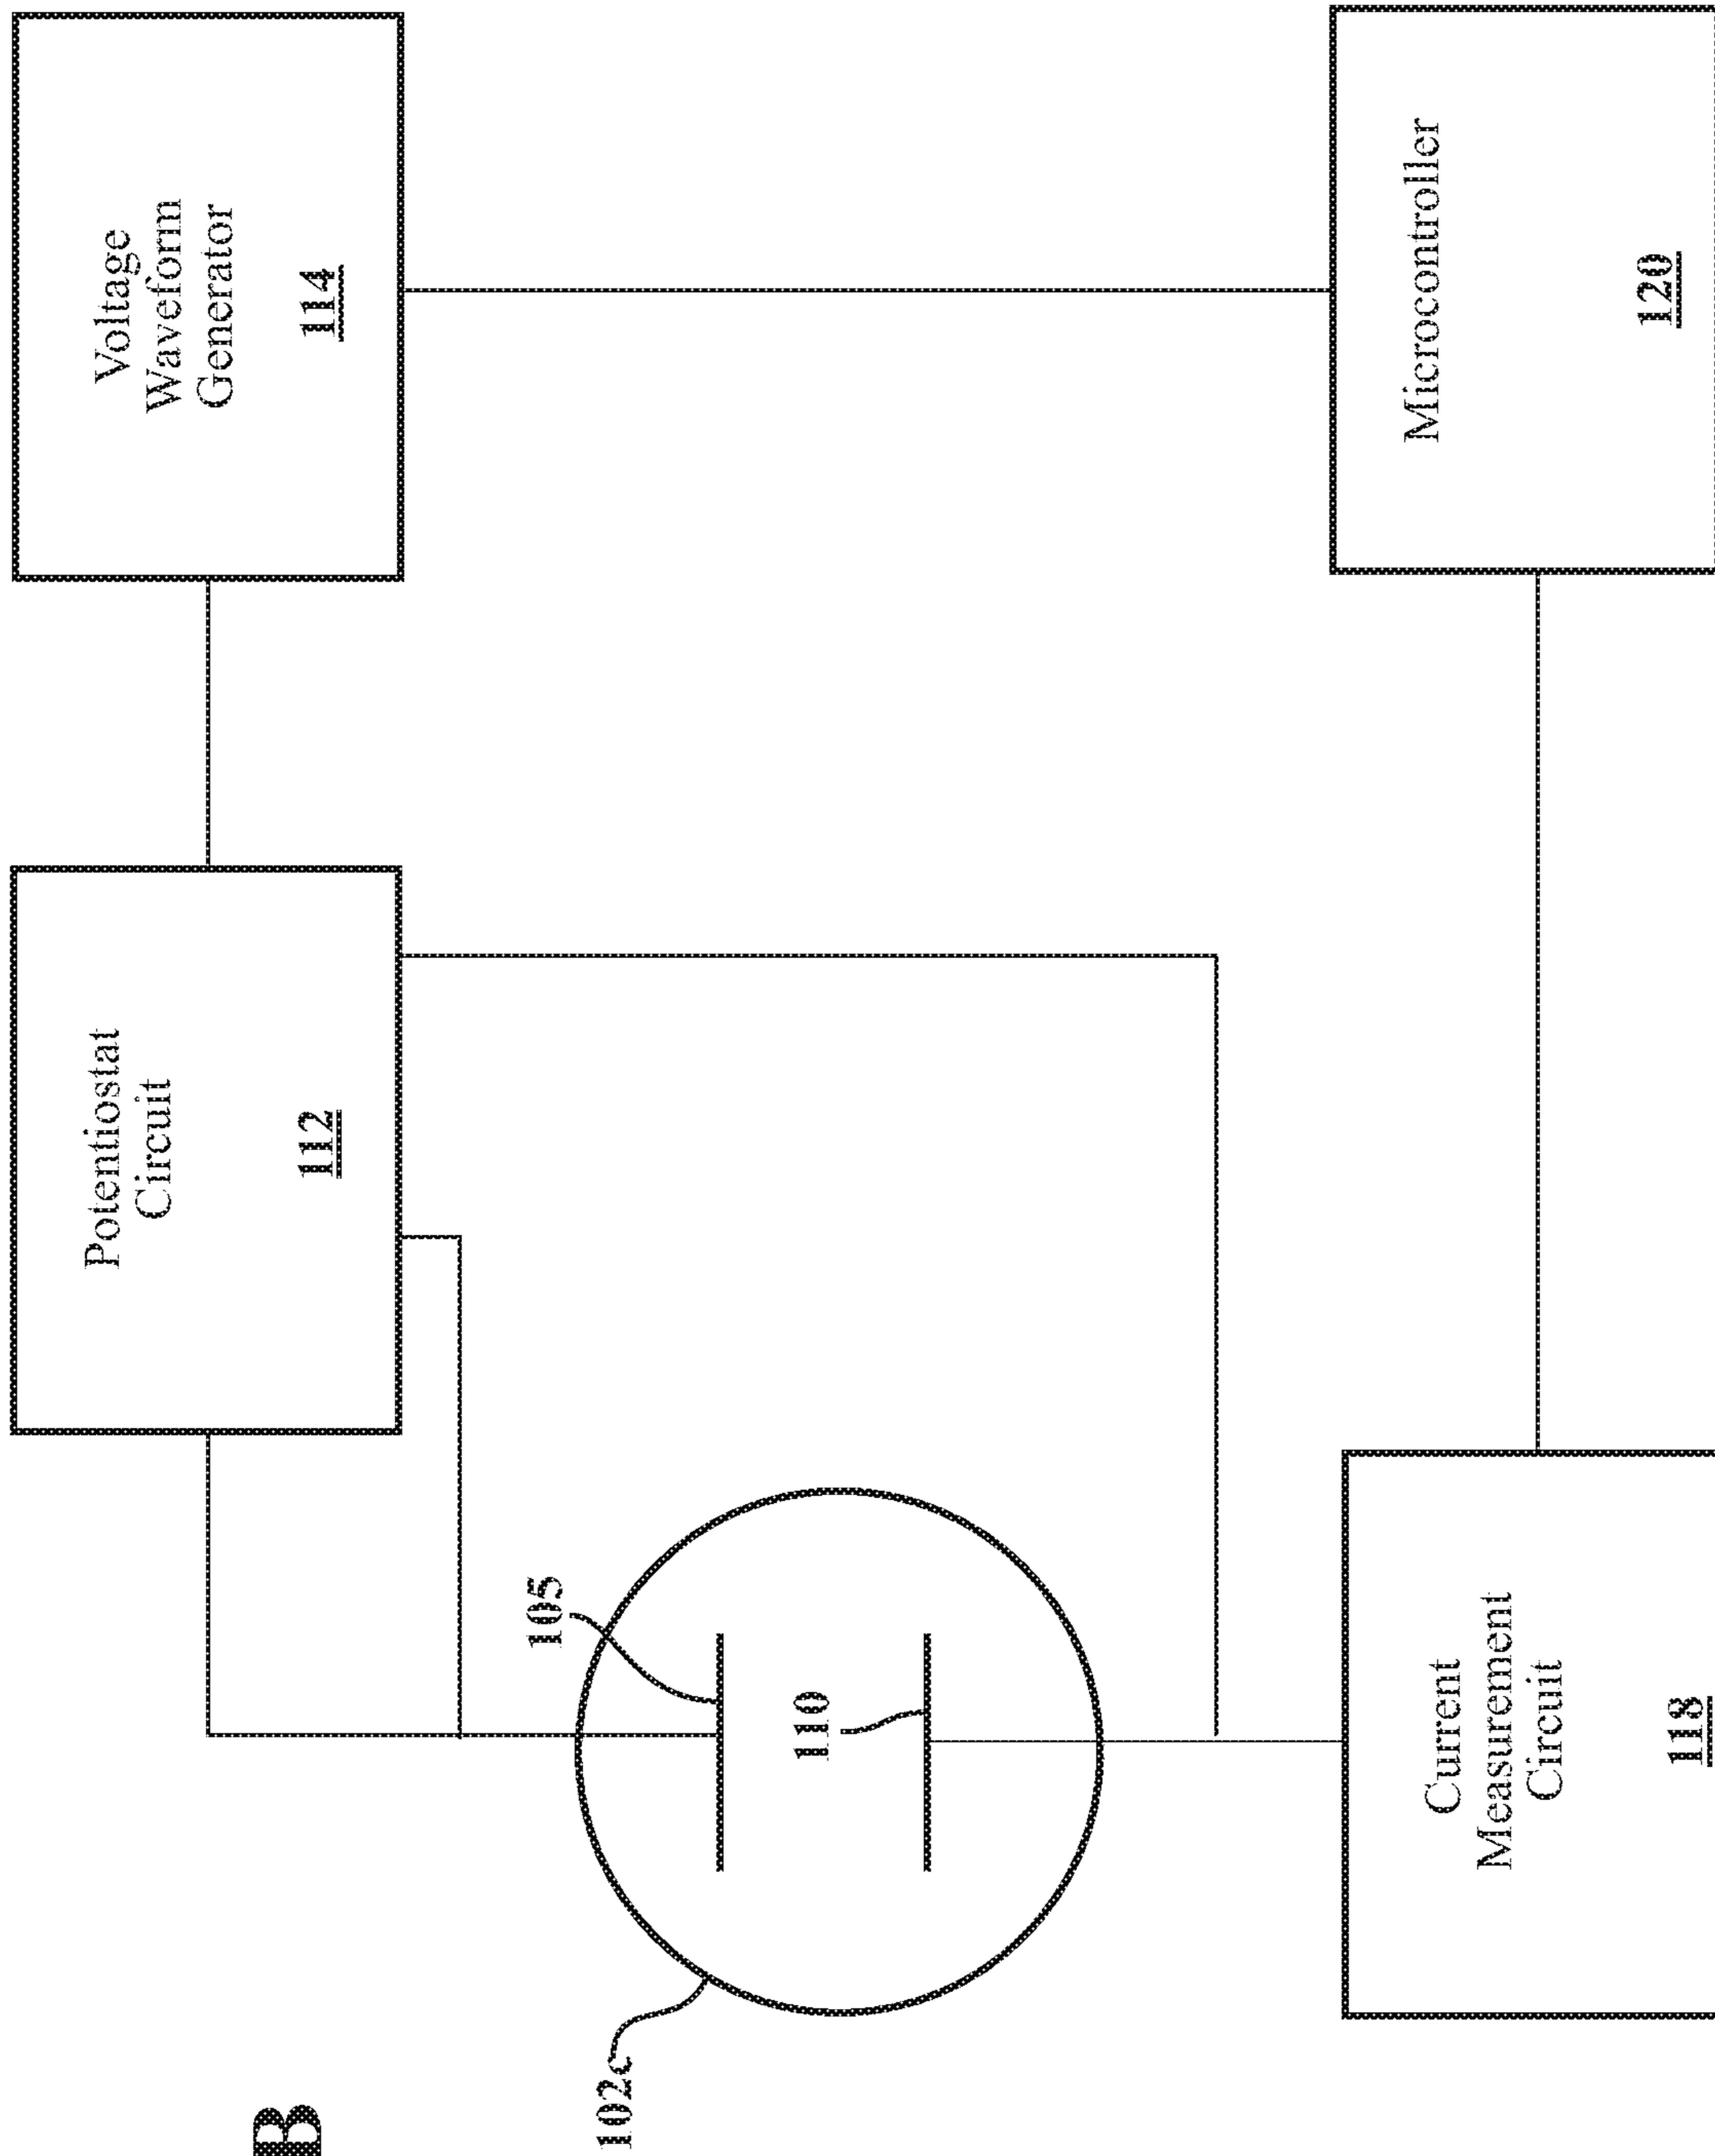 B
Potentiostat
Circuit
112
Voltage
Waveform
Generator
114
105
102c
110
Current
Measurement
Circuit
118
Microcontroller
120